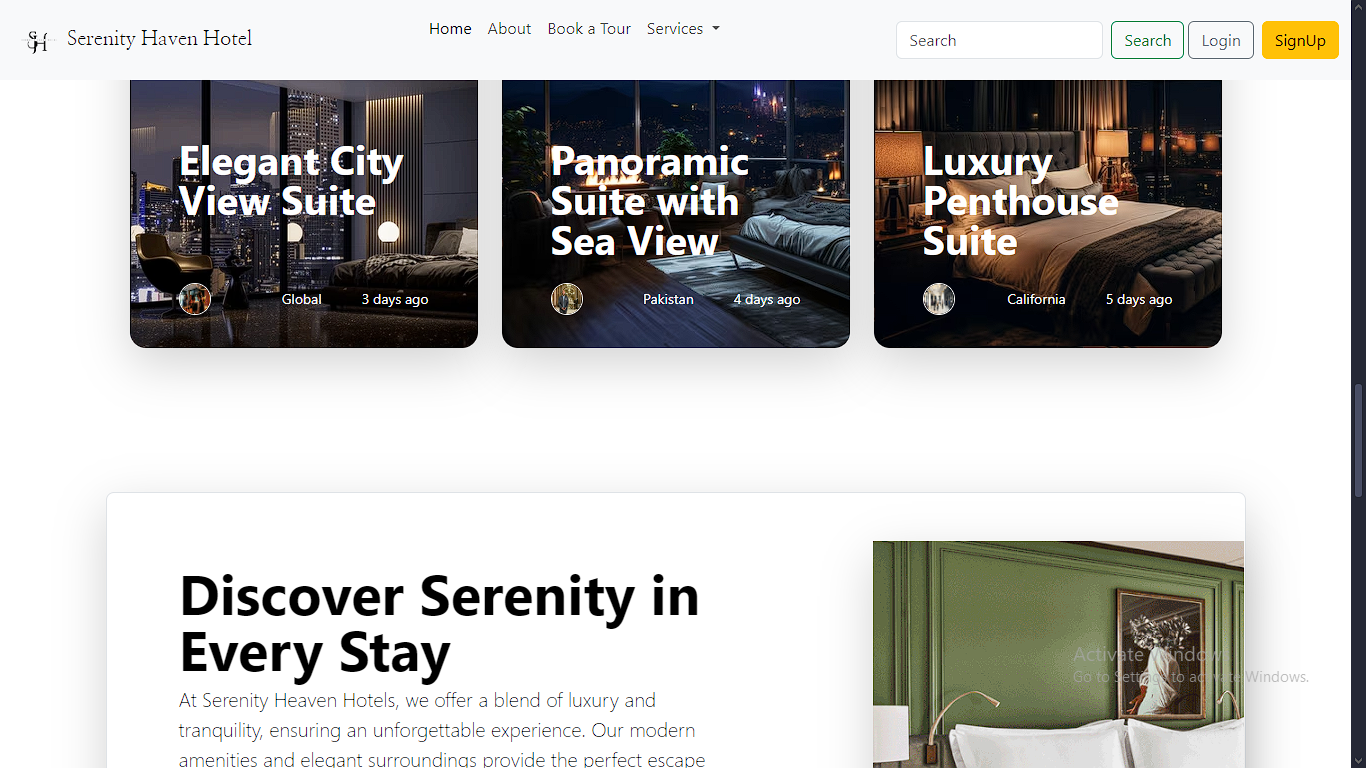 SHH Serenity Haven Hotel Home About Book a Tour Services Search Search Login SignUp
Elegant City
View Suite
Global 3 days ago
Panoramic
Suite with
Sea View
Pakistan 4 days ago
Luxury
Penthouse
Suite
California 5 days ago
Discover Serenity in
Every Stay
At Serenity Heaven Hotels, we offer a blend of luxury and
tranquility, ensuring an unforgettable experience. Our modern
amenities and elegant surroundings provide the perfect escape
Activate Windows
Go to Settings to activate Windows.